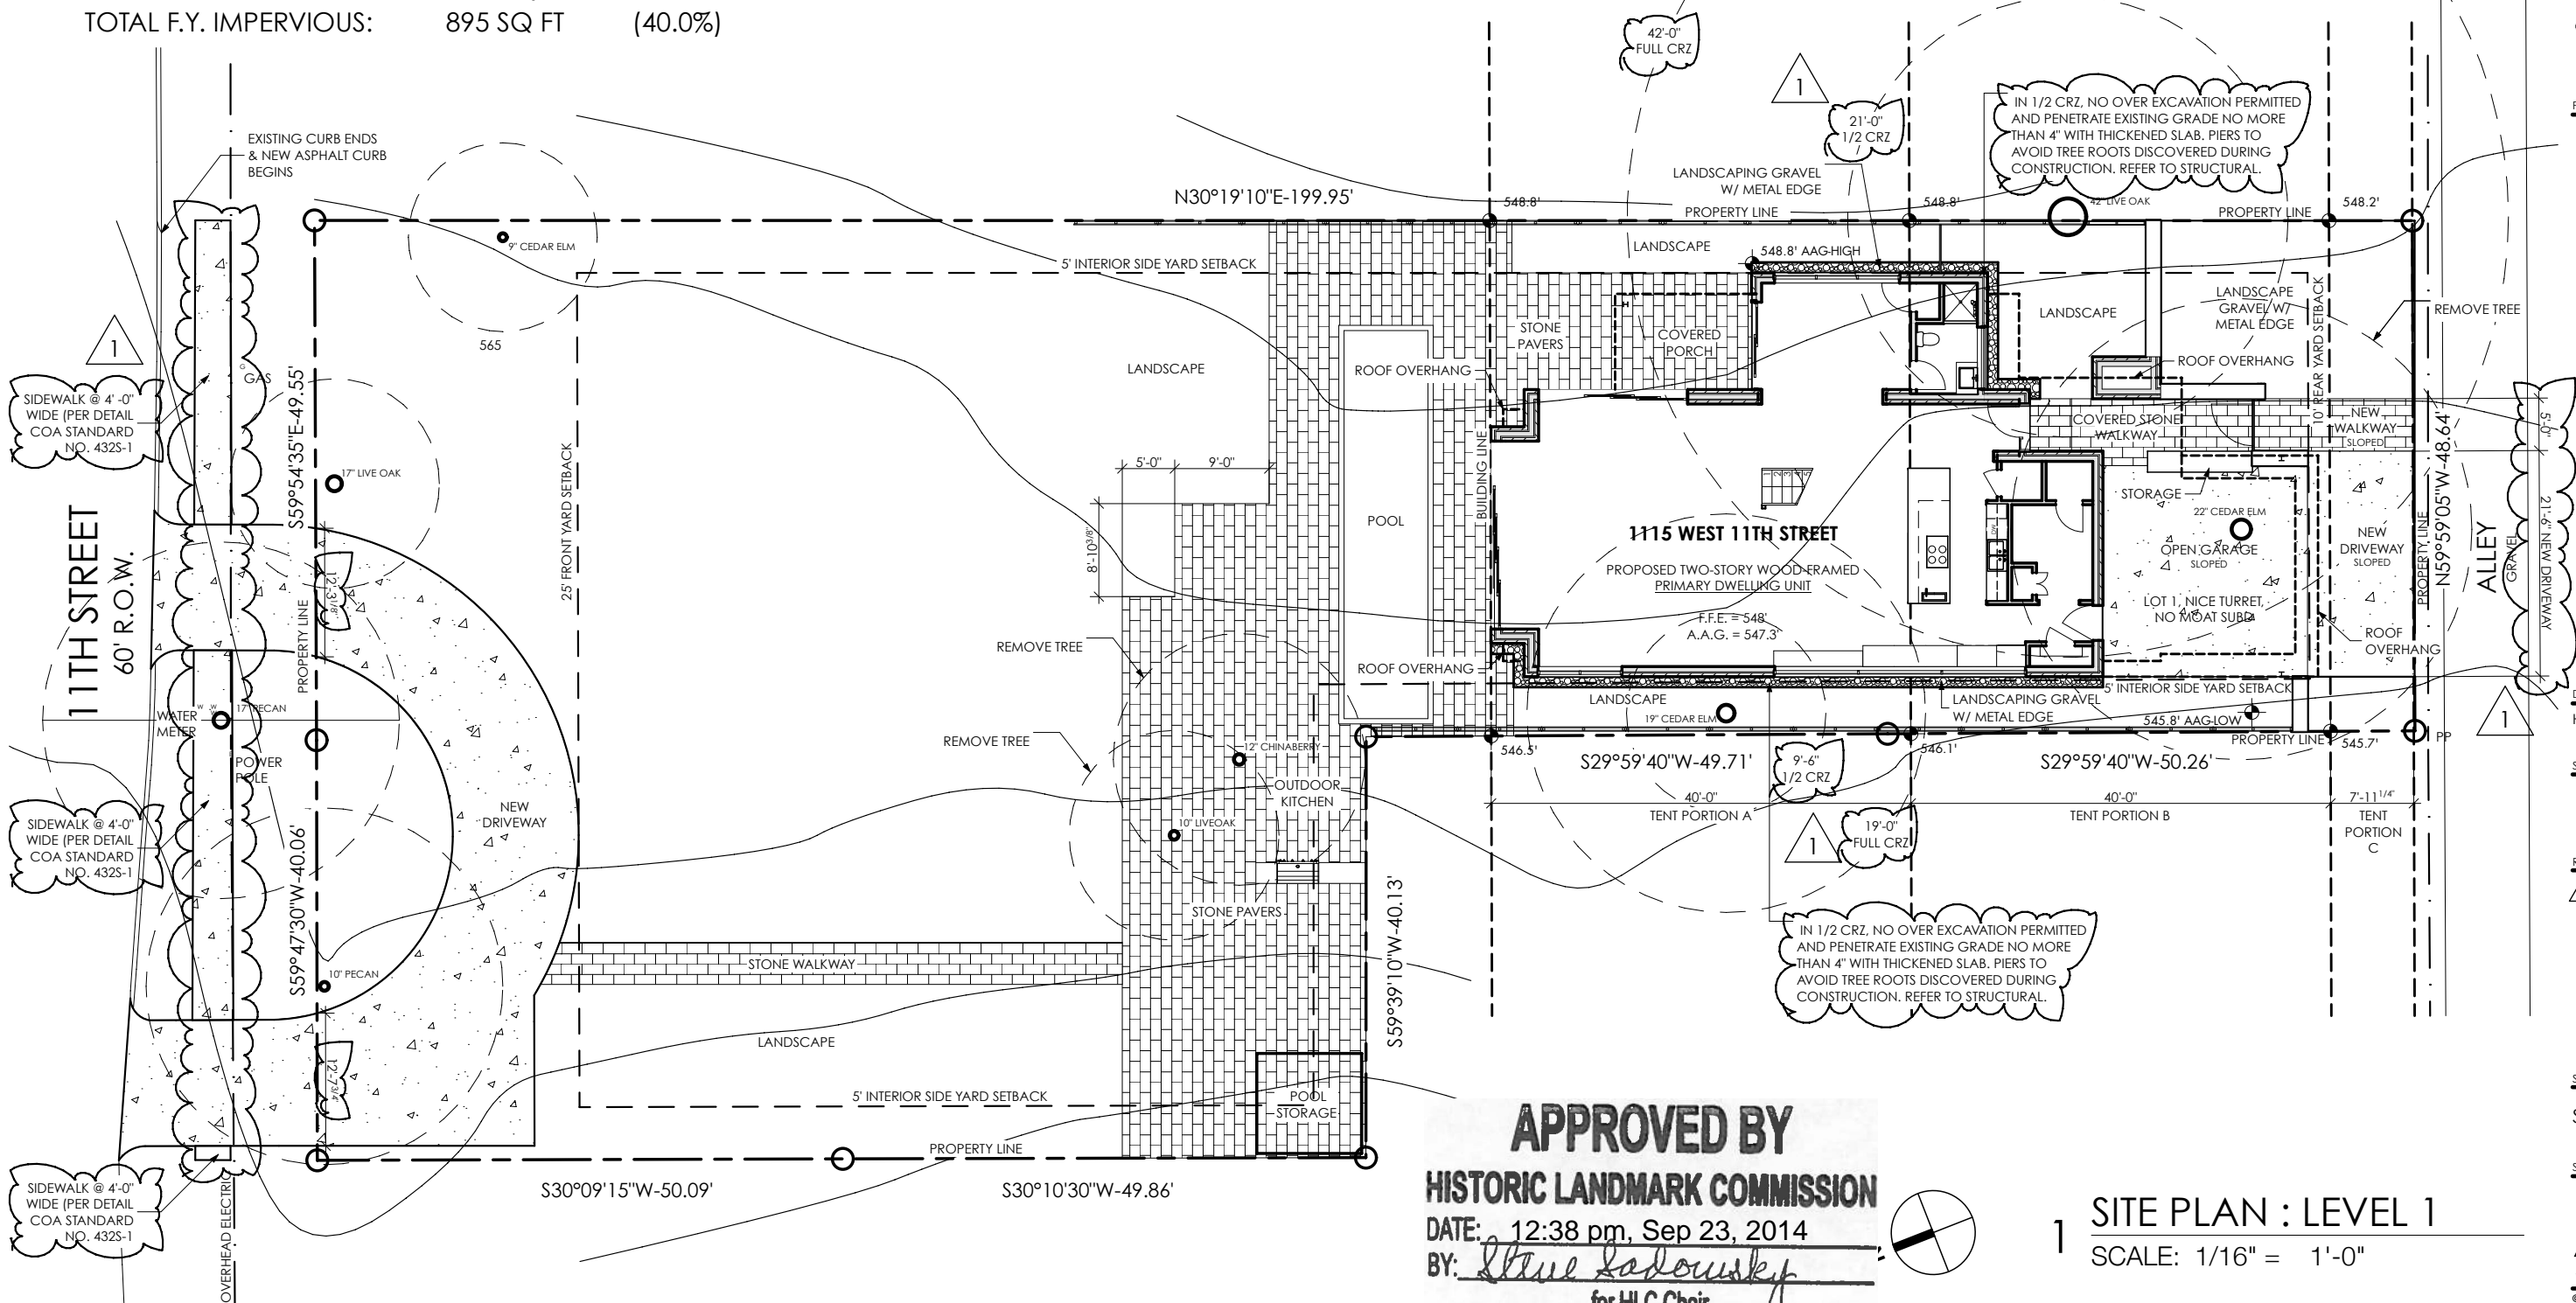 TOTAL F.Y. IMPERVIOUS: 895 SQ FT (40.0%)
42'-0"
FULL CRZ
1
21'-0"
1/2 CRZ
IN 1/2 CRZ, NO OVER EXCAVATION PERMITTED
AND PENETRATE EXISTING GRADE NO MORE
THAN 4" WITH THICKENED SLAB. PIERS TO
AVOID TREE ROOTS DISCOVERED DURING
CONSTRUCTION. REFER TO STRUCTURAL.
EXISTING CURB ENDS
& NEW ASPHALT CURB
BEGINS
LANDSCAPING GRAVEL
W/ METAL EDGE
N30°19'10"E-199.95'
548.8'
PROPERTY LINE
548.8'
42" LIVE OAK
PROPERTY LINE
548.2'
9" CEDAR ELM
LANDSCAPE
548.8' AAG-HIGH
5' INTERIOR SIDE YARD SETBACK
565
1
STONE
PAVERS
COVERED
PORCH
LANDSCAPE
LANDSCAPE
GRAVEL W/
METAL EDGE
10' REAR YARD SETBACK
REMOVE TREE
GAS
LANDSCAPE
ROOF OVERHANG
ROOF OVERHANG
SIDEWALK @ 4'-0"
WIDE (PER DETAIL
COA STANDARD
NO. 432S-1
S59°54'35"E-49.55'
25' FRONT YARD SETBACK
17" LIVE OAK
5'-0"
9'-0"
8'-10 3/8"
POOL
BUILDING LINE
COVERED STONE
WALKWAY
NEW
WALKWAY
SLOPED
N59°59'05"W-48.64'
5'-0"
STORAGE
22" CEDAR ELM
OPEN GARAGE
SLOPED
NEW
DRIVEWAY
SLOPED
PROPERTY LINE
ALLEY
GRAVEL
21'-6" NEW DRIVEWAY
11TH STREET
60' R.O.W.
1115 WEST 11TH STREET
PROPOSED TWO-STORY WOOD-FRAMED
PRIMARY DWELLING UNIT
F.F.E. = 548'
A.A.G. = 547.3'
LOT 1, NICE TURRET,
NO MOAT SUBD
12'-3 1/8"
PROPERTY LINE
REMOVE TREE
ROOF
OVERHANG
ROOF OVERHANG
5' INTERIOR SIDE YARD SETBACK
WATER
METER
W W
17" PECAN
LANDSCAPE
19" CEDAR ELM
LANDSCAPING GRAVEL
W/ METAL EDGE
545.8' AAG-LOW
1
REMOVE TREE
12" CHINABERRY
546.5'
546.1'
PROPERTY LINE
545.7'
PP
POWER
POLE
S29°59'40"W-49.71'
9'-6"
1/2 CRZ
S29°59'40"W-50.26'
OUTDOOR
KITCHEN
40'-0"
TENT PORTION A
40'-0"
TENT PORTION B
7'-11 1/4"
TENT
PORTION
C
NEW
DRIVEWAY
10" LIVEOAK
SIDEWALK @ 4'-0"
WIDE (PER DETAIL
COA STANDARD
NO. 432S-1
S59°47'30"W-40.06'
1
19'-0"
FULL CRZ
STONE PAVERS
S59°39'10"W-40.13'
IN 1/2 CRZ, NO OVER EXCAVATION PERMITTED
AND PENETRATE EXISTING GRADE NO MORE
THAN 4" WITH THICKENED SLAB. PIERS TO
AVOID TREE ROOTS DISCOVERED DURING
CONSTRUCTION. REFER TO STRUCTURAL.
STONE WALKWAY
10" PECAN
LANDSCAPE
12'-7 3/4"
5' INTERIOR SIDE YARD SETBACK
POOL
STORAGE
PROPERTY LINE
S30°09'15"W-50.09'
S30°10'30"W-49.86'
SIDEWALK @ 4'-0"
WIDE (PER DETAIL
COA STANDARD
NO. 432S-1
OVERHEAD ELECTRIC
APPROVED BY
HISTORIC LANDMARK COMMISSION
DATE: 12:38 pm, Sep 23, 2014
BY: Steve Sadowsky
for HLC Chair
1 SITE PLAN : LEVEL 1
SCALE: 1/16" = 1'-0"